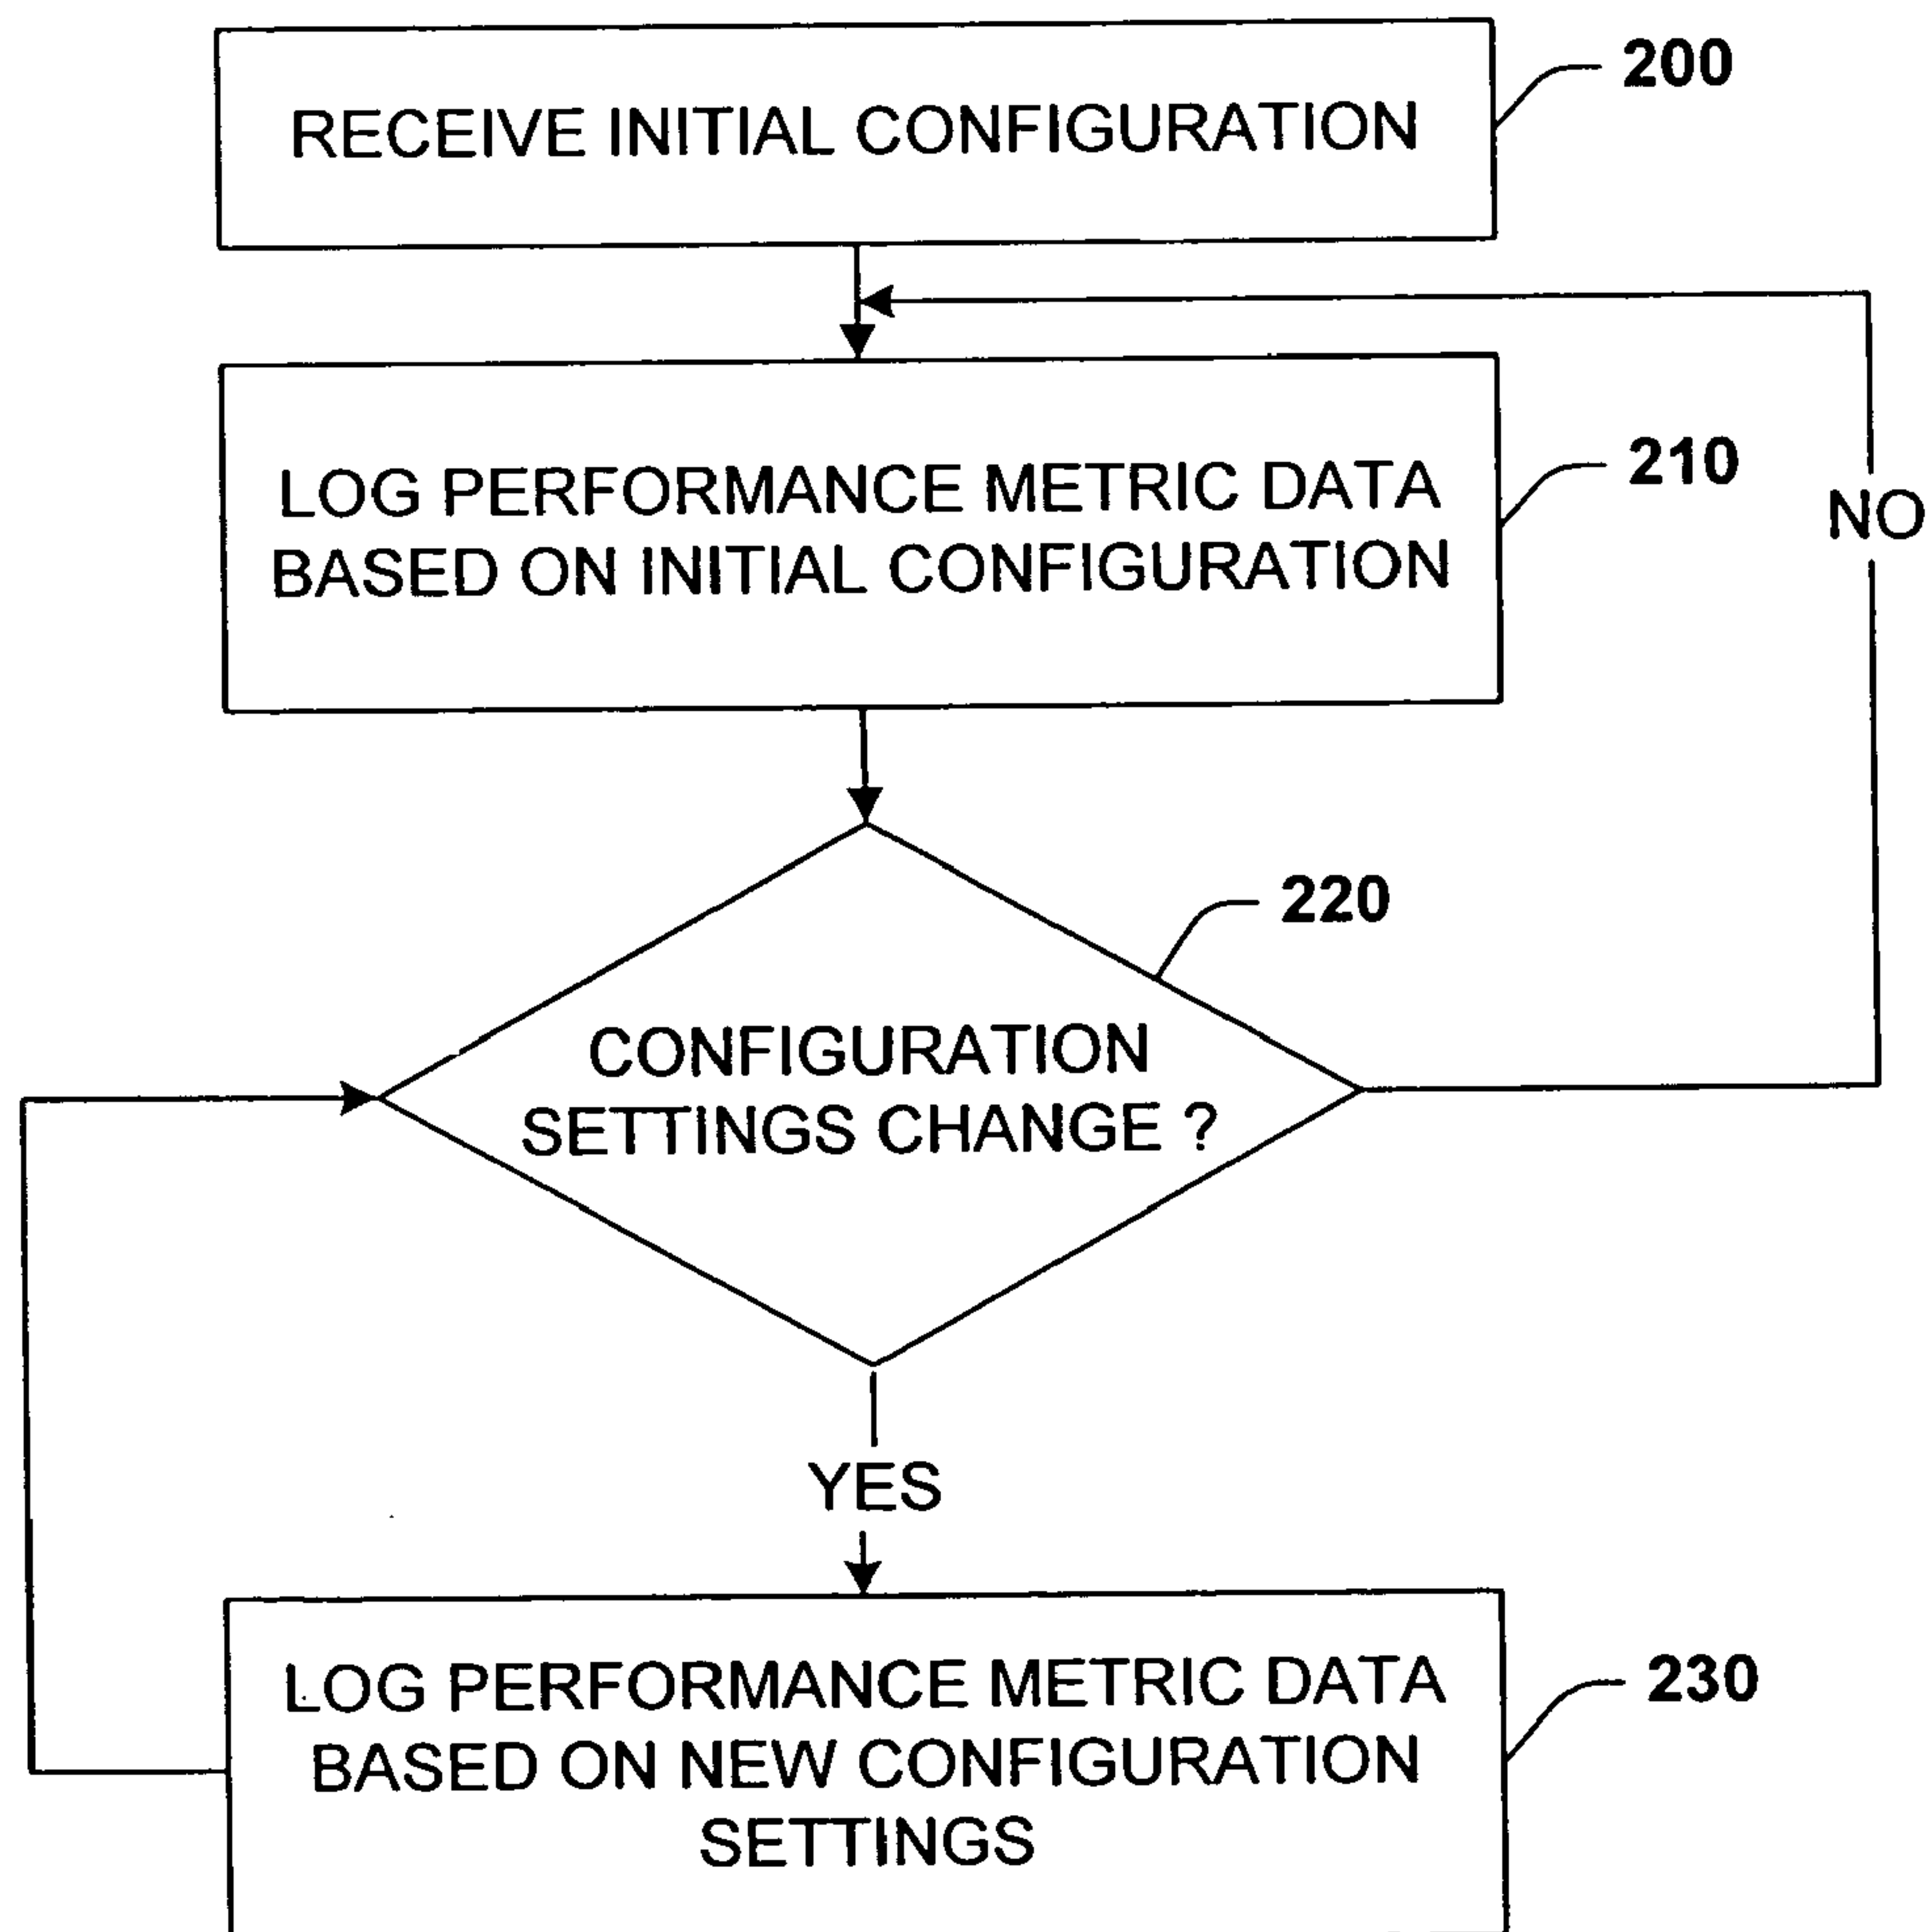 RECEIVE INITIAL CONFIGURATION
200
LOG PERFORMANCE METRIC DATA
BASED ON INITIAL CONFIGURATION
210
NO
220
CONFIGURATION
SETTINGS CHANGE ?
YES
LOG PERFORMANCE METRIC DATA
BASED ON NEW CONFIGURATION
SETTINGS
230